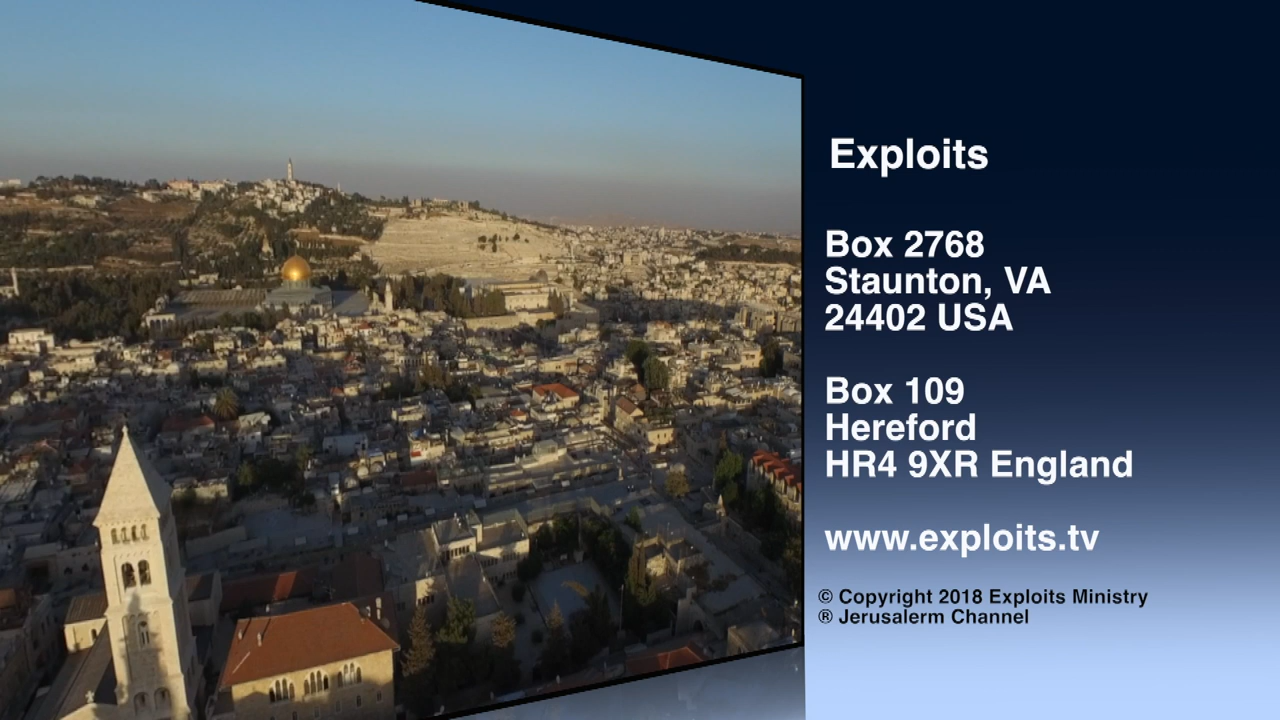 Exploits
Box 2768
Staunton, VA
24402 USA
Box 109
Hereford
HR4 9XR England
www.exploits.tv
© Copyright 2018 Exploits Ministry
® Jerusalerm Channel